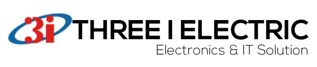 3i THREE I ELECTRIC
Electronics & IT Solution